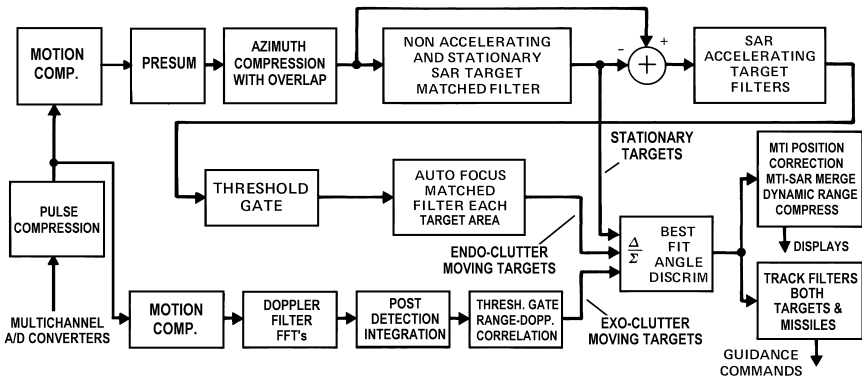 MOTION
COMP.
PRESUM
AZIMUTH
COMPRESSION
WITH OVERLAP
NON ACCELERATING
AND STATIONARY
SAR TARGET
MATCHED FILTER
-
+
+
SAR
ACCELERATING
TARGET
FILTERS
STATIONARY
TARGETS
MTI POSITION
CORRECTION
MTI-SAR MERGE
DYNAMIC RANGE
COMPRESS
THRESHOLD
GATE
AUTO FOCUS
MATCHED
FILTER EACH
TARGET AREA
PULSE
COMPRESSION
ENDO-CLUTTER
MOVING TARGETS
Δ
Σ
BEST
FIT
ANGLE
DISCRIM
DISPLAYS
MULTICHANNEL
A/D CONVERTERS
MOTION
COMP.
DOPPLER
FILTER
FFT's
POST
DETECTION
INTEGRATION
THRESH. GATE
RANGE-DOPP.
CORRELATION
EXO-CLUTTER
MOVING TARGETS
TRACK FILTERS
BOTH
TARGETS &
MISSILES
GUIDANCE
COMMANDS